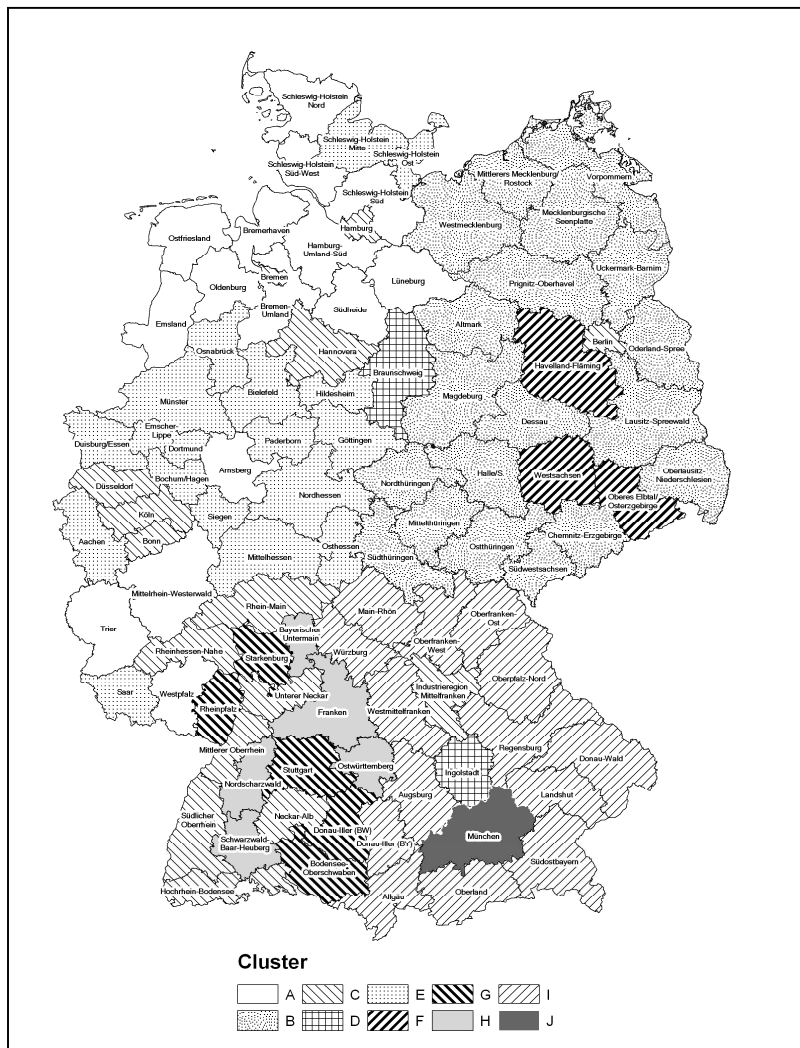 Schleswig-Holstein
Nord
Schleswig-Holstein
Mitte
Schleswig-Holstein
Ost
Schleswig-Holstein
Süd-West
Schleswig-Holstein
Süd
Mittleres Mecklenburg/
Rostock
Vorpommern
Mecklenburgische
Seenplatte
Westmecklenburg
Hamburg
Bremerhaven
Ostfriesland
Hamburg-
Umland-Süd
Uckermark-Barnim
Bremen
Lüneburg
Oldenburg
Prignitz-Oberhavel
Bremen-
Umland
Südheide
Emsland
Altmark
Berlin
Oderland-Spree
Osnabrück
Hannovera
Havelland-Fläming
Braunschweig
Bielefeld
Hildesheim
Magdeburg
Münster
Dessau
Lausitz-Spreewald
Emscher-
Lippe
Paderborn
Göttingen
Duisburg/Essen
Dortmund
Arnsberg
Halle/S.
Westsachsen
Oberlausitz-
Niederschlesien
Bochum/Hagen
Düsseldorf
Nordthüringen
Nordhessen
Oberes Elbtal/
Osterzgebirge
Köln
Siegen
Mittelthüringen
Chemnitz-Erzgebirge
Aachen
Bonn
Osthessen
Ostthüringen
Mittelhessen
Südthüringen
Südwestsachsen
Mittelrhein-Westerwald
Rhein-Main
Main-Rhön
Oberfranken-
Ost
Trier
Bayerischer
Untermain
Oberfranken-
West
Rheinhessen-Nahe
Starkenburg
Würzburg
Oberpfalz-Nord
Saar
Westpfalz
Unterer Neckar
Industrieregion
Mittelfranken
Rheinpfalz
Franken
Westmittelfranken
Mittlerer Oberrhein
Regensburg
Donau-Wald
Stuttgart
Ostwürttemberg
Ingolstadt
Nordschwarzwald
Augsburg
Landshut
Südlicher
Oberrhein
Neckar-Alb
Donau-Iller (BW)
Donau-Iller (BY)
München
Schwarzwald-
Baar-Heuberg
Bodensee-
Oberschwaben
Südostbayern
Hochrhein-Bodensee
Allgäu
Oberland
Cluster
A C E G I
B D F H J